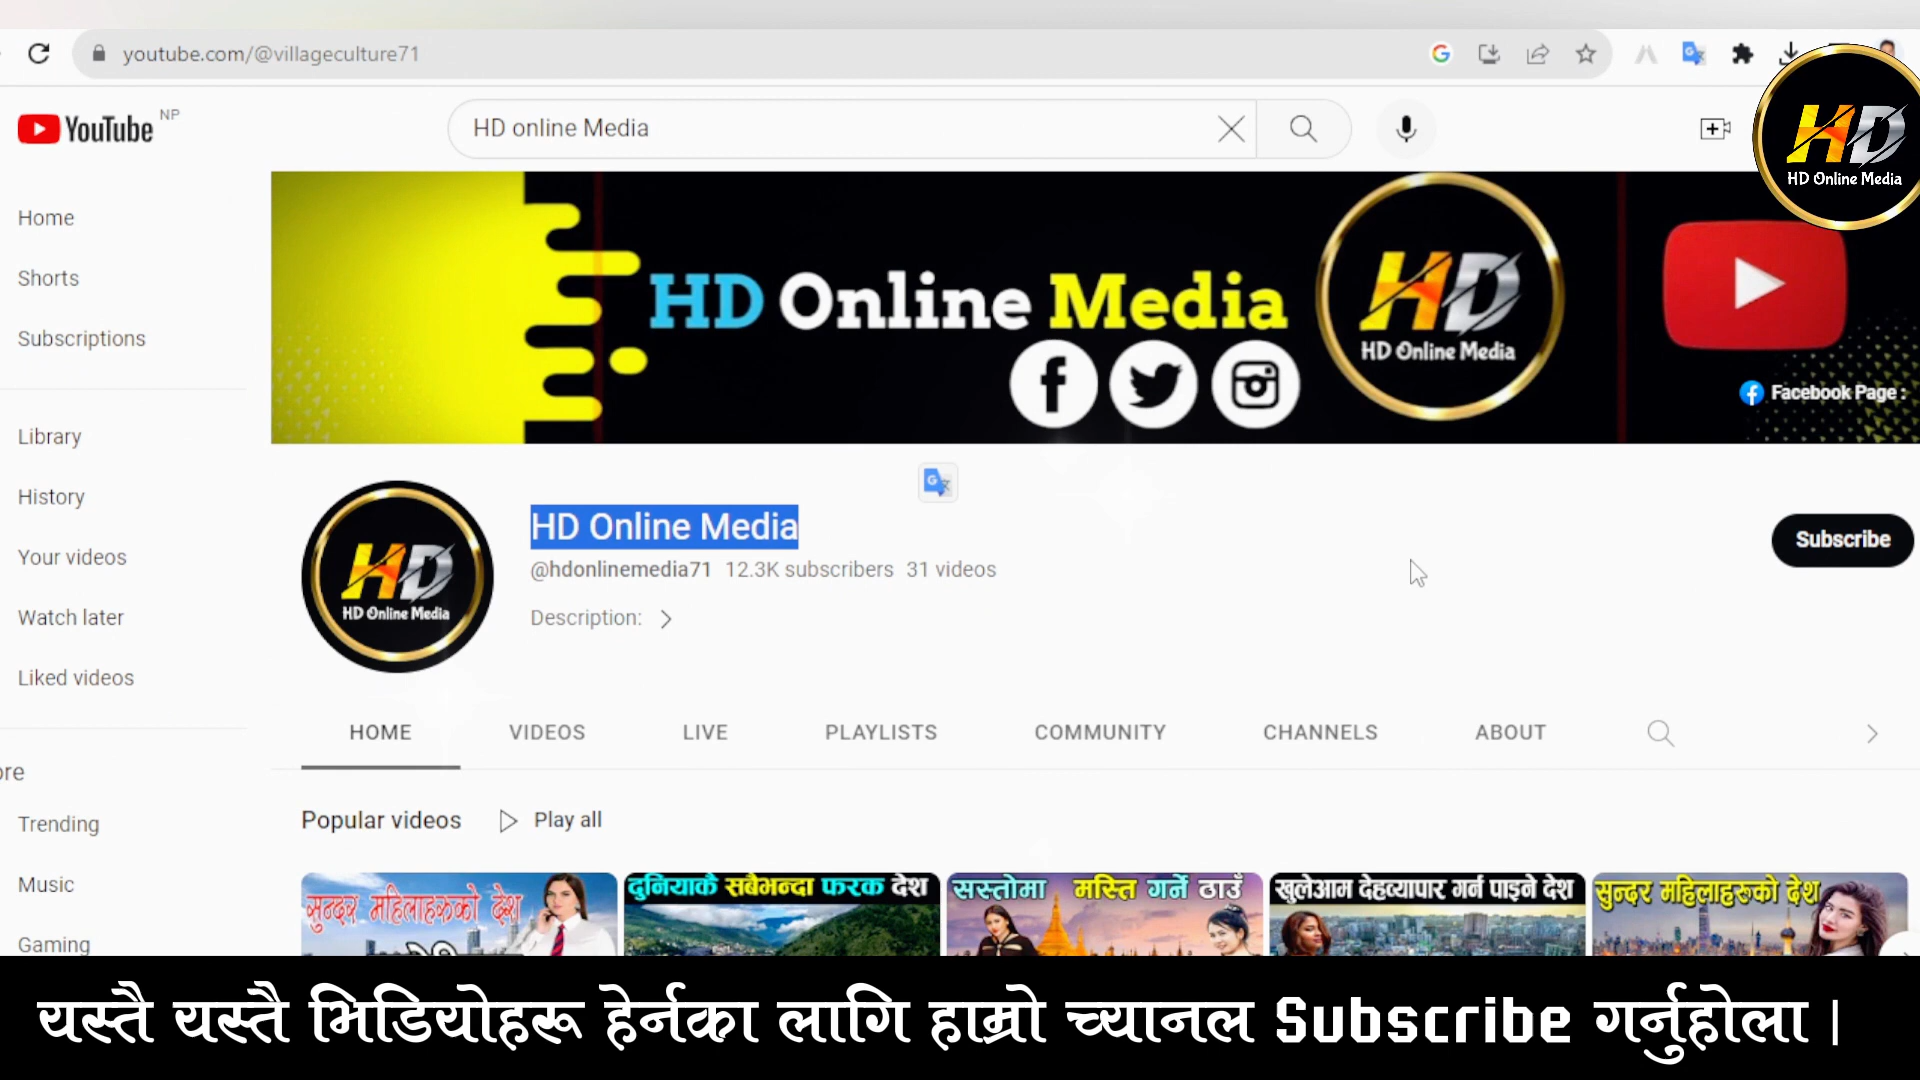 youtube.com/@villageculture71
YouTube NP
HD online Media
HD
HD Online Media
Home
Shorts
Subscriptions
Library
History
Your videos
Watch later
Liked videos
ore
Trending
Music
Gaming
HD Online Media
HD
HD Online Media
Facebook Page :
HD
HD Online Media
HD Online Media
@hdonlinemedia71 12.3K subscribers 31 videos
Description:
Subscribe
HOME VIDEOS LIVE PLAYLISTS COMMUNITY CHANNELS ABOUT
Popular videos Play all
सुन्दर महिलाहरुको देश
दुनियाकै सबैभन्दा फरक देश
सस्तोमा मस्ति गर्ने ठाउँ
खुलेआम देहव्यापार गर्न पाइने देश
सुन्दर महिलाहरुको देश
यस्तै यस्तै भिडियोहरू हेर्नका लागि हाम्रो च्यानल Subscribe गर्नुहोला |